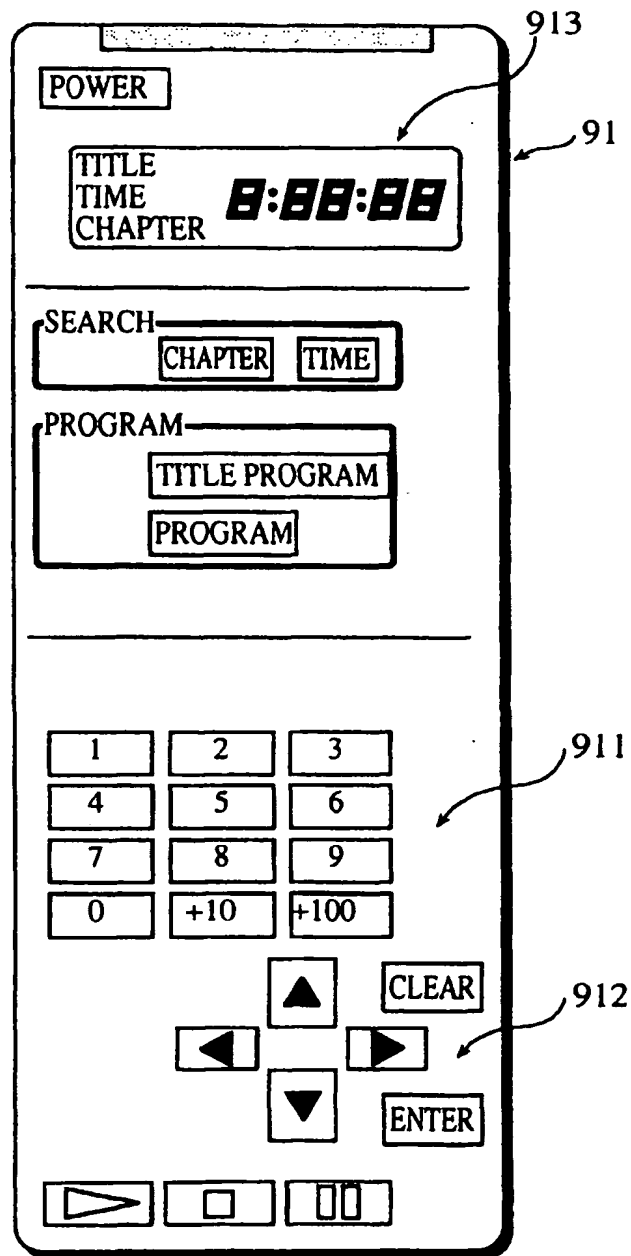 913
POWER
91
TITLE
TIME 8:88:88
CHAPTER
SEARCH
CHAPTER TIME
PROGRAM
TITLE PROGRAM
PROGRAM
1 2 3
911
4 5 6
7 8 9
0 +10 +100
CLEAR
912
ENTER